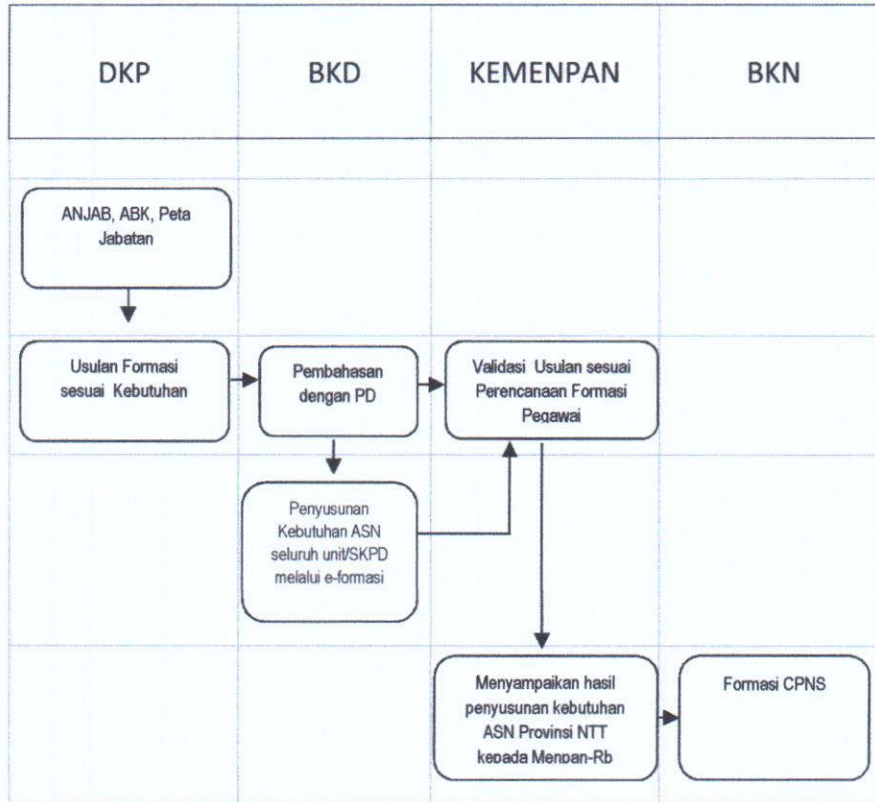 DKP BKD KEMENPAN BKN
ANJAB, ABK, Peta
Jabatan
Usulan Formasi
sesuai Kebutuhan
Pembahasan
dengan PD
Validasi Usulan sesuai
Perencanaan Formasi
Pegawai
Penyusunan
Kebutuhan ASN
seluruh unit/SKPD
melalui e-formasi
Menyampaikan hasil
penyusunan kebutuhan
ASN Provinsi NTT
kepada Menpan-Rb
Formasi CPNS